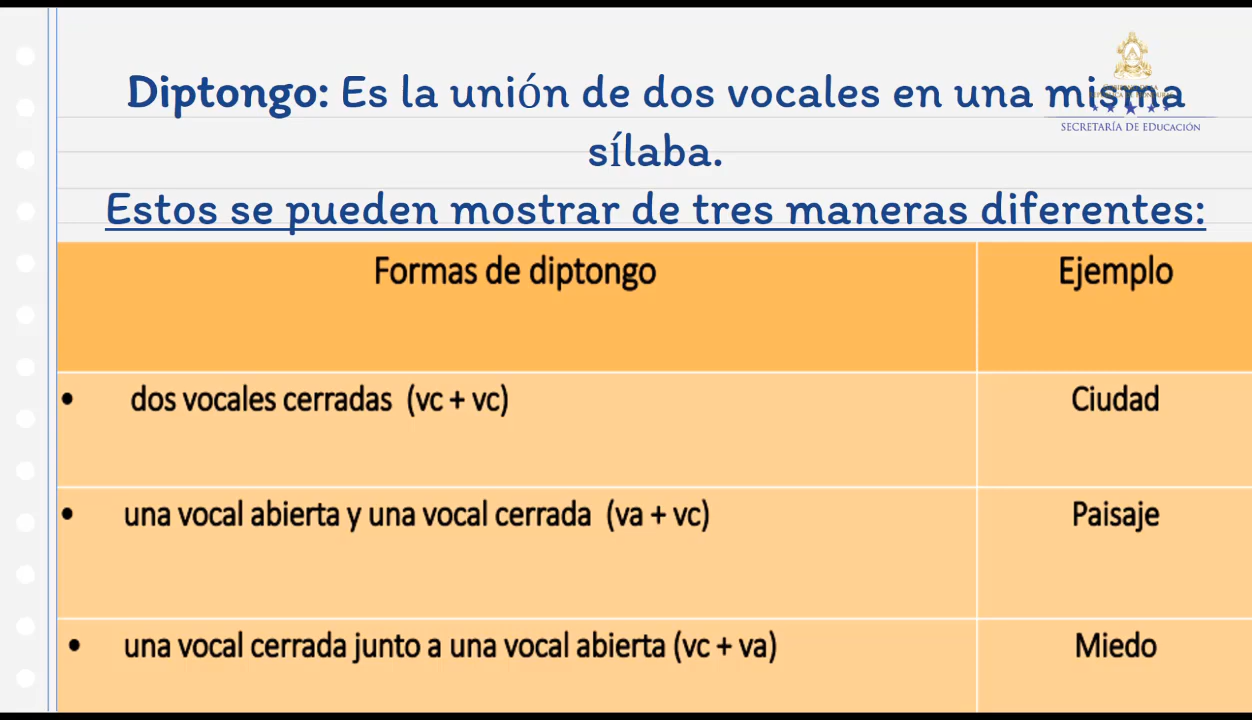 Diptongo: Es la unión de dos vocales en una misma
sílaba.
SECRETARÍA DE EDUCACIÓN
Estos se pueden mostrar de tres maneras diferentes:
Formas de diptongo Ejemplo
• dos vocales cerradas (vc + vc) Ciudad
• una vocal abierta y una vocal cerrada (va + vc) Paisaje
• una vocal cerrada junto a una vocal abierta (vc + va) Miedo